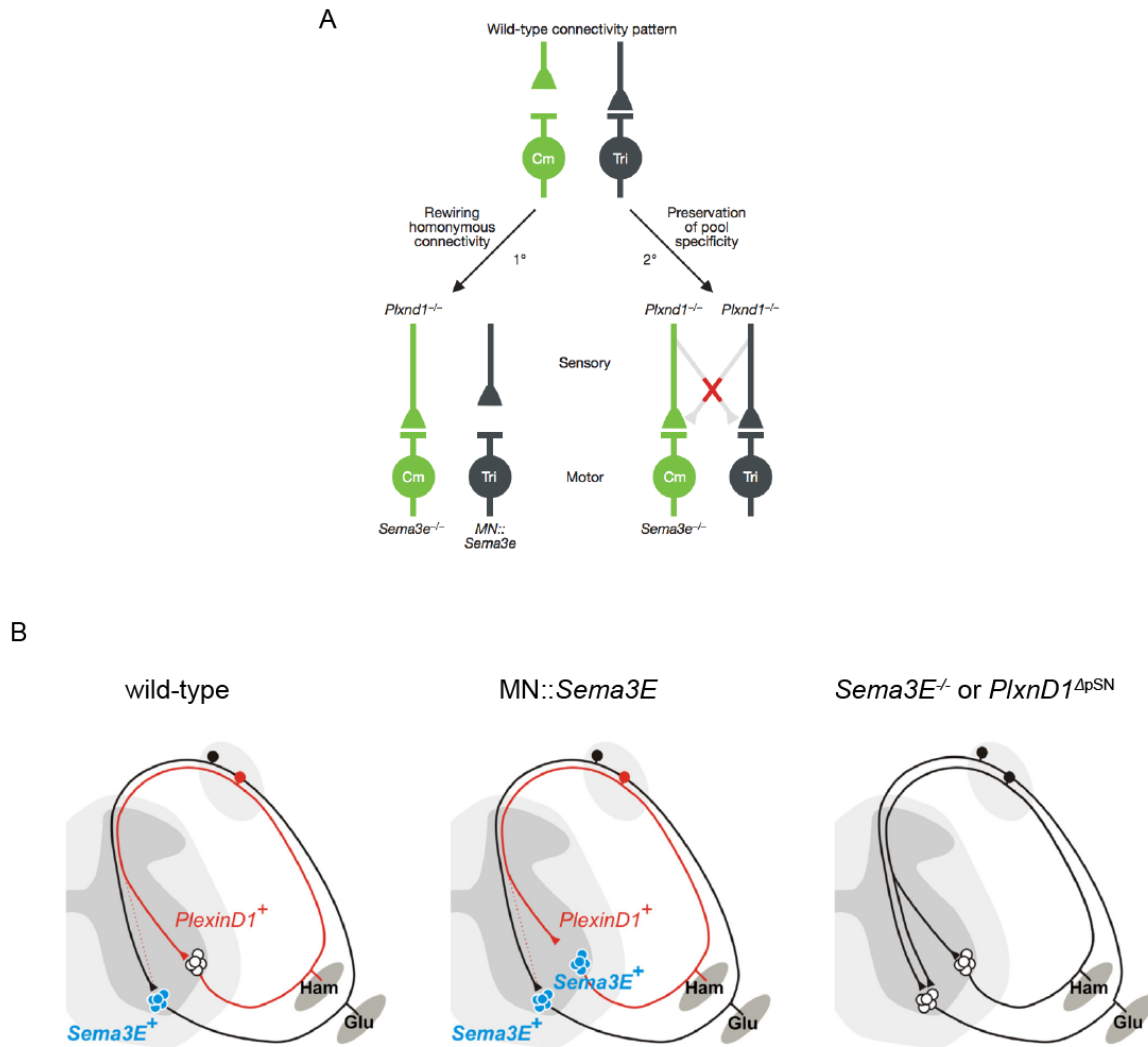 A
Wild-type connectivity pattern
Cm
Tri
Rewiring
homonymous
connectivity
1°
Preservation
of pool
specificity
2°
Plxnd1–/–
Plxnd1–/–
Plxnd1–/–
Sensory
Cm
Tri
Motor
Cm
Tri
Sema3e–/–
MN::
Sema3e
Sema3e–/–
B
wild-type
MN::Sema3E
Sema3E-/- or PlxnD1ΔpSN
PlexinD1+
Sema3E+
Ham
Glu
PlexinD1+
Sema3E+
Sema3E+
Ham
Glu
Ham
Glu